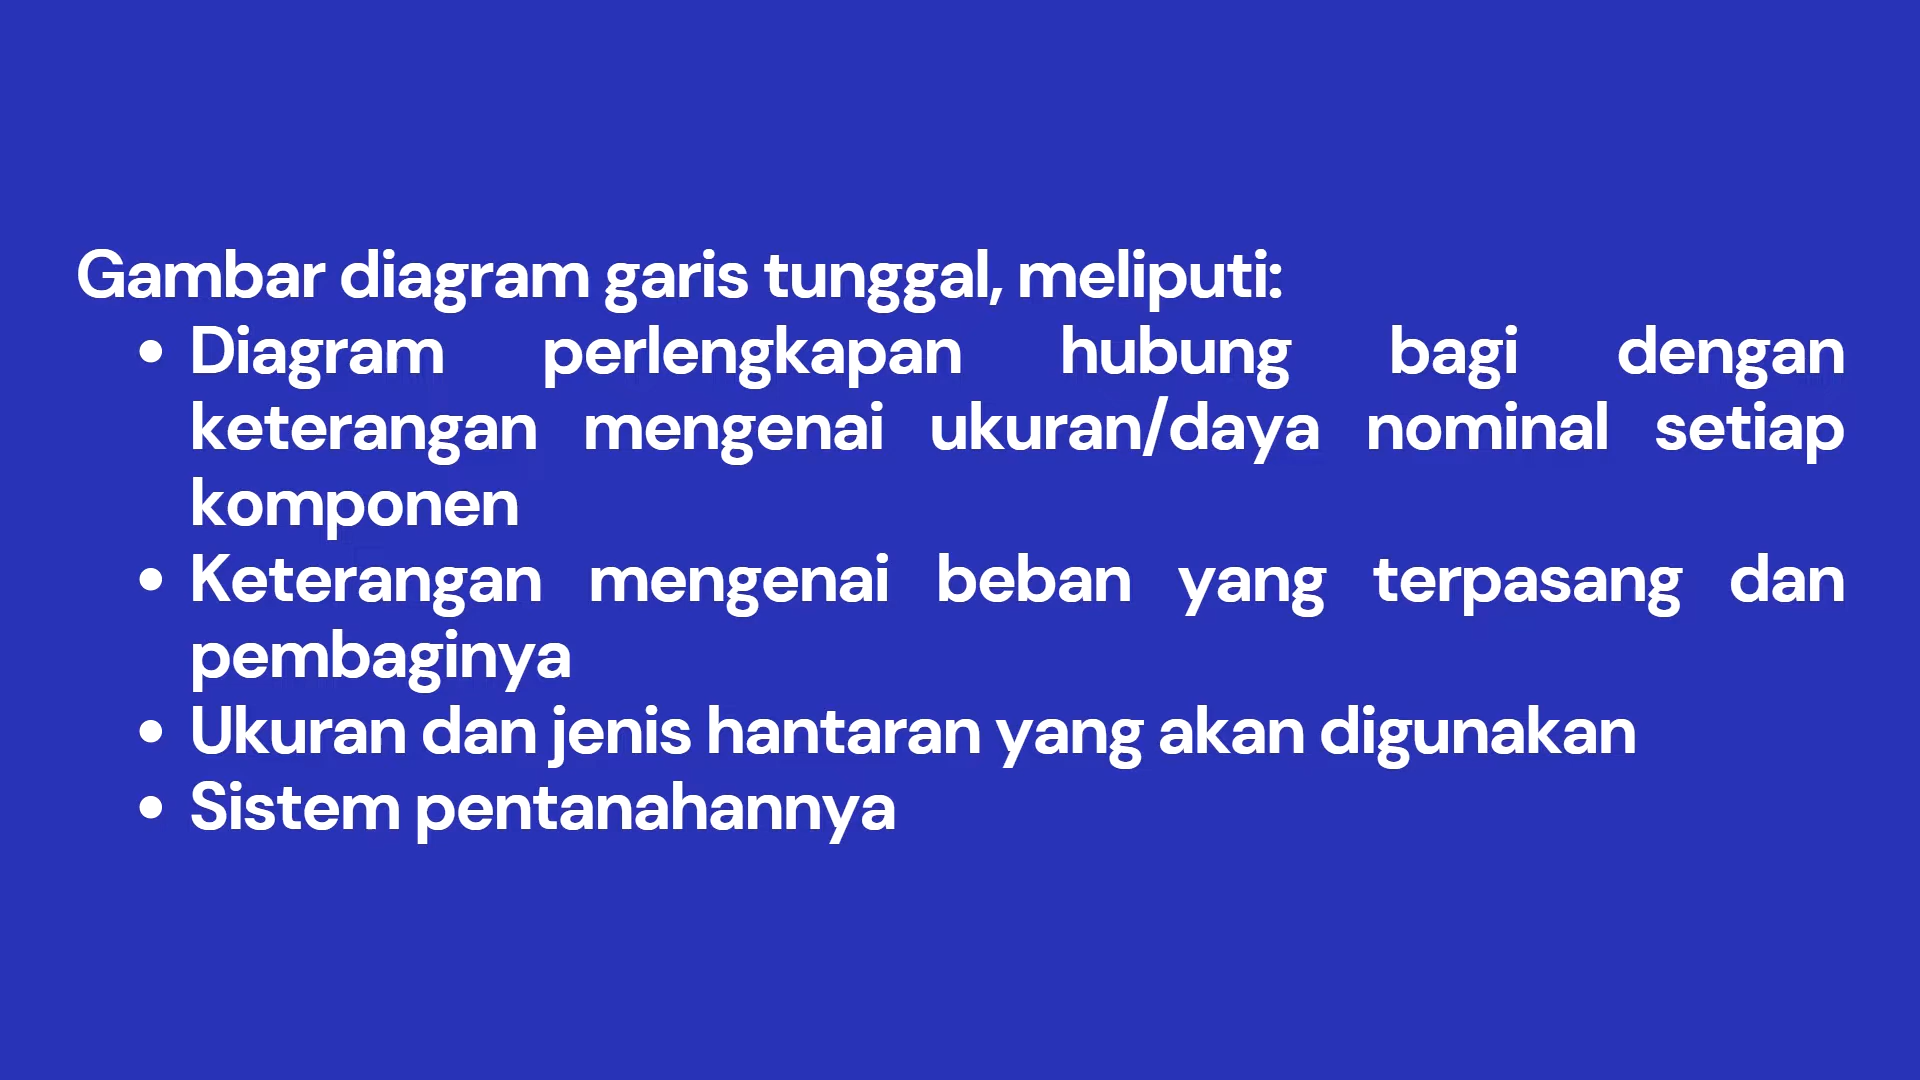 Gambar diagram garis tunggal, meliputi:
• Diagram perlengkapan hubung bagi dengan
keterangan mengenai ukuran/daya nominal setiap
komponen
• Keterangan mengenai beban yang terpasang dan
pembaginya
• Ukuran dan jenis hantaran yang akan digunakan
• Sistem pentanahannya